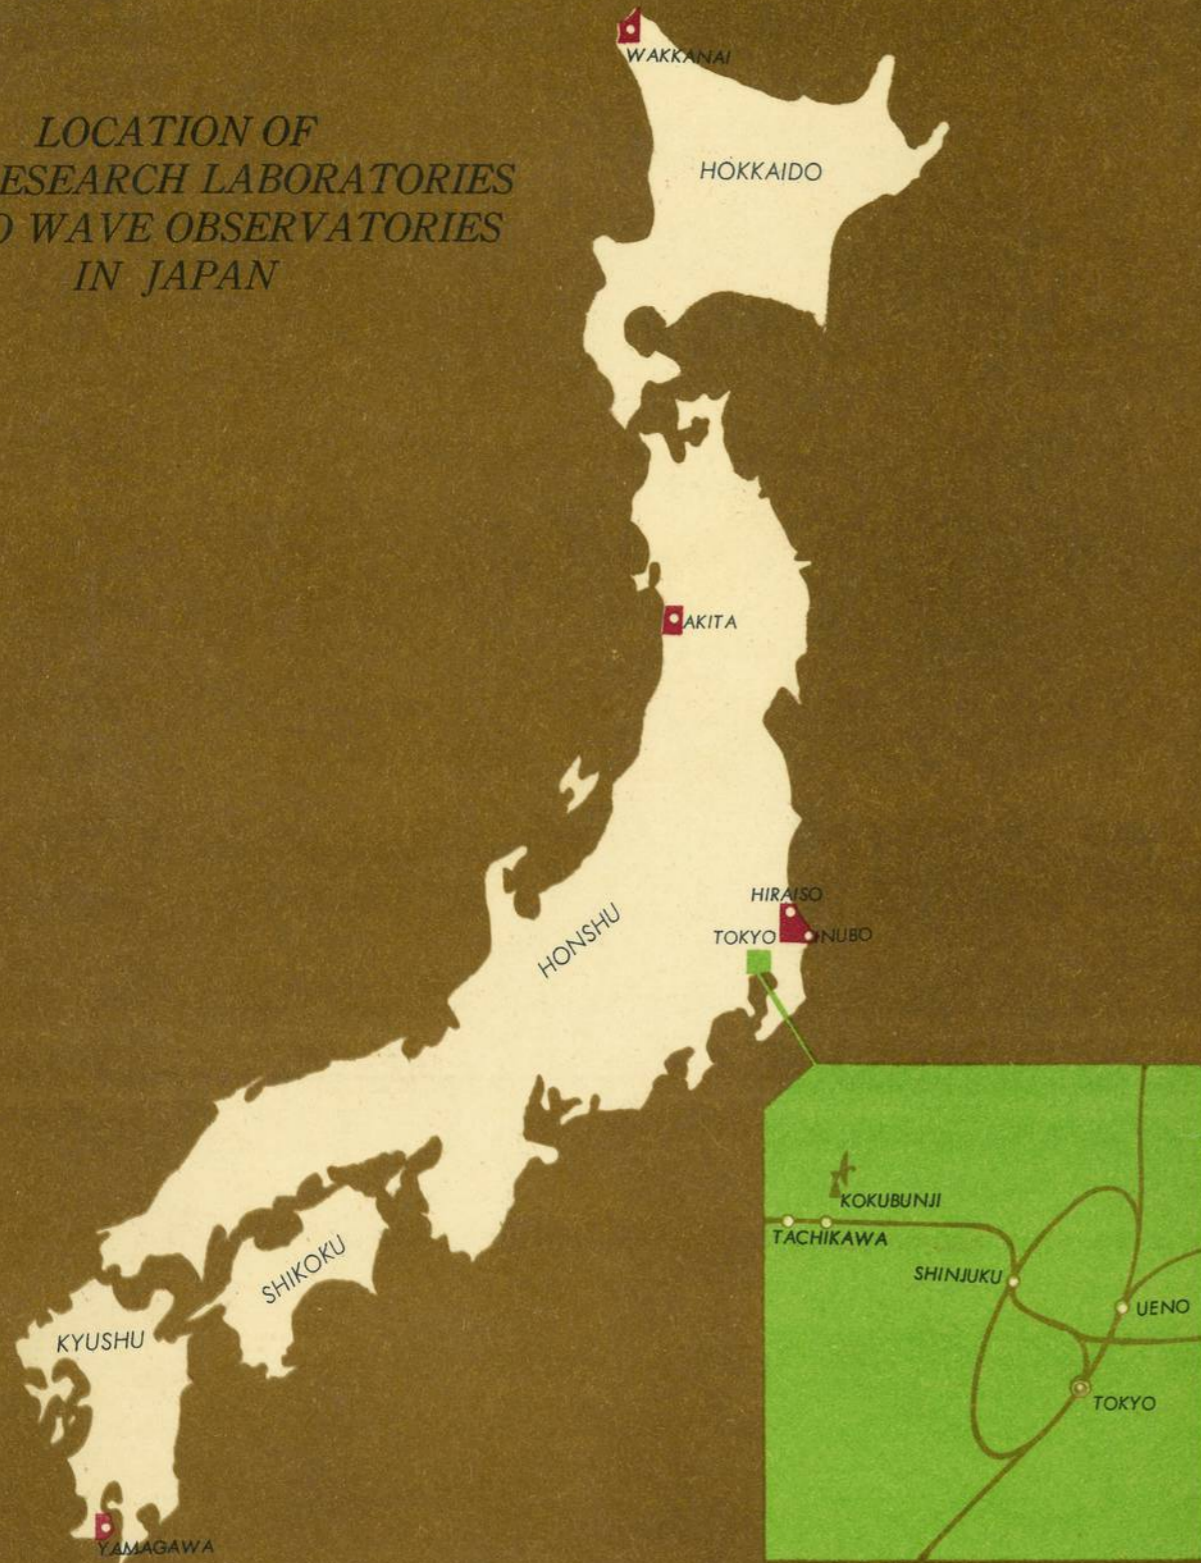 LOCATION OF
ESEARCH LABORATORIES
O WAVE OBSERVATORIES
IN JAPAN
WAKKANAI
HOKKAIDO
AKITA
HIRAISO
TOKYO
INUBO
HONSHU
SHIKOKU
KYUSHU
YAMAGAWA
KOKUBUNJI
TACHIKAWA
SHINJUKU
UENO
TOKYO